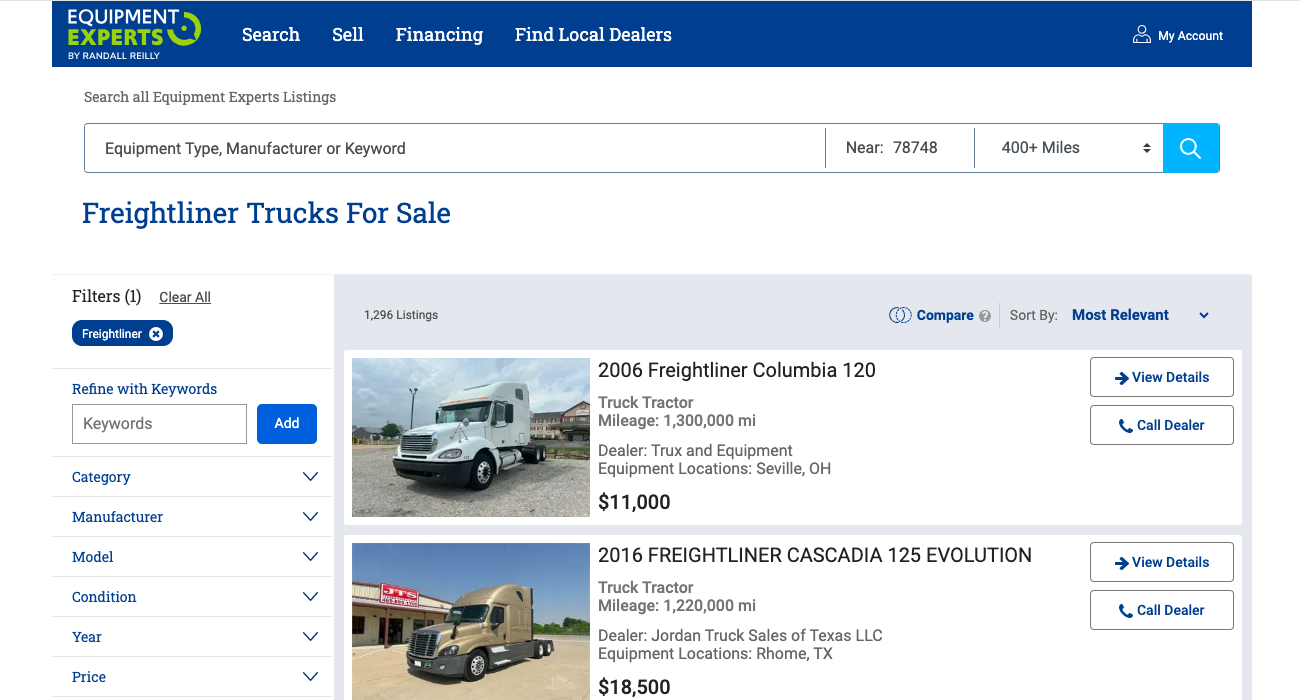 EQUIPMENT
EXPERTS
BY RANDALL REILLY
Search Sell Financing Find Local Dealers
My Account
Search all Equipment Experts Listings
Equipment Type, Manufacturer or Keyword
Near: 78748
400+ Miles
Freightliner Trucks For Sale
Filters (1) Clear All
Freightliner
Refine with Keywords
Keywords
Add
Category
Manufacturer
Model
Condition
Year
Price
1,296 Listings
Compare
Sort By: Most Relevant
2006 Freightliner Columbia 120
Truck Tractor
Mileage: 1,300,000 mi
Dealer: Trux and Equipment
Equipment Locations: Seville, OH
$11,000
View Details
Call Dealer
JTS
2016 FREIGHTLINER CASCADIA 125 EVOLUTION
Truck Tractor
Mileage: 1,220,000 mi
Dealer: Jordan Truck Sales of Texas LLC
Equipment Locations: Rhome, TX
$18,500
View Details
Call Dealer